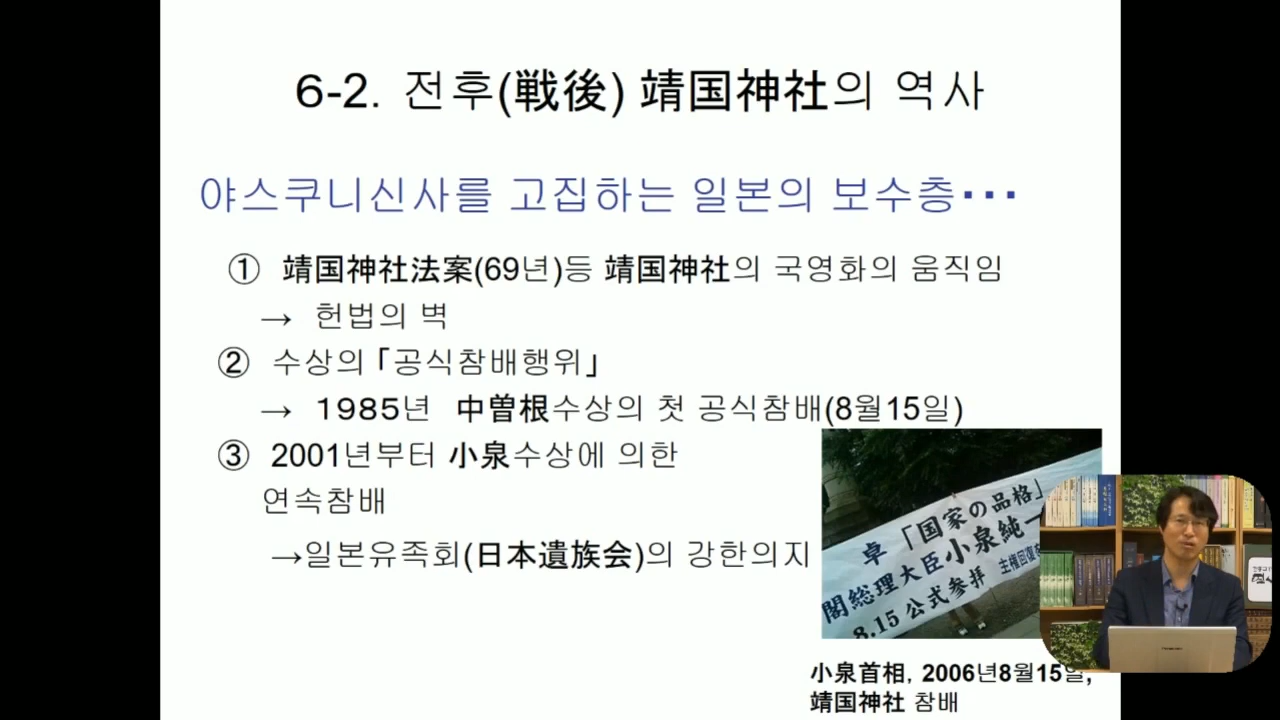 6-2. 전후(戦後) 靖国神社의 역사
야스쿠니신사를 고집하는 일본의 보수층･･･
① 靖国神社法案(69년)등 靖国神社의 국영화의 움직임
→ 헌법의 벽
② 수상의 ｢공식참배행위｣
→ 1985년 中曽根수상의 첫 공식참배(8월15일)
③ 2001년부터 小泉수상에 의한
연속참배
→일본유족회(日本遺族会)의 강한의지
卓 「国家の品格」
閣総理大臣小泉純一
8.15 公式参拝 主権回復を
小泉首相, 2006년8월15일,
靖国神社 참배